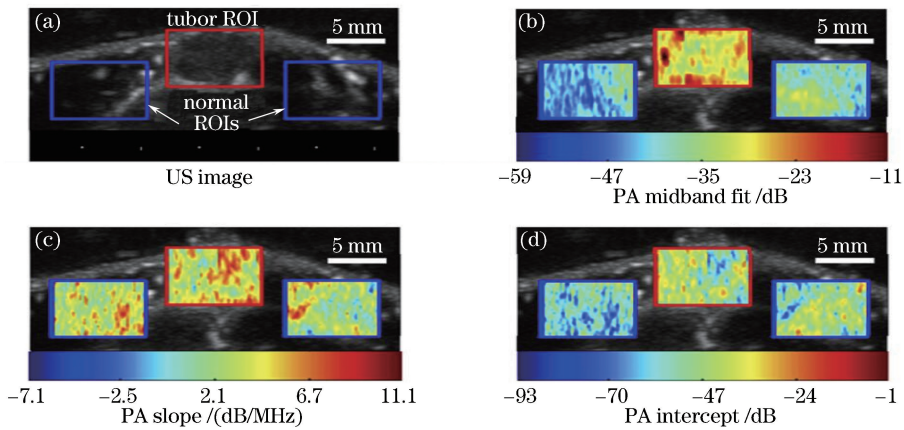 (a)
tubor ROI
5 mm
normal
ROIs
US image
(b)
5 mm
−59 −47 −35 −23 −11
PA midband fit /dB
(c)
5 mm
−7.1 −2.5 2.1 6.7 11.1
PA slope /(dB/MHz)
(d)
5 mm
−93 −70 −47 −24 −1
PA intercept /dB